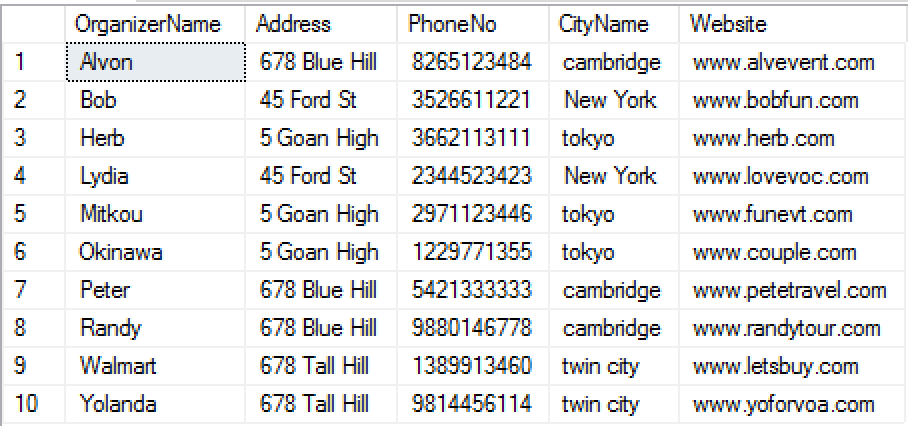 OrganizerName Address PhoneNo CityName Website
1 Alvon 678 Blue Hill 8265123484 cambridge www.alvevent.com
2 Bob 45 Ford St 3526611221 New York www.bobfun.com
3 Herb 5 Goan High 3662113111 tokyo www.herb.com
4 Lydia 45 Ford St 2344523423 New York www.lovevoc.com
5 Mitkou 5 Goan High 2971123446 tokyo www.funevt.com
6 Okinawa 5 Goan High 1229771355 tokyo www.couple.com
7 Peter 678 Blue Hill 5421333333 cambridge www.petetravel.com
8 Randy 678 Blue Hill 9880146778 cambridge www.randytour.com
9 Walmart 678 Tall Hill 1389913460 twin city www.letsbuy.com
10 Yolanda 678 Tall Hill 9814456114 twin city www.yoforvoa.com